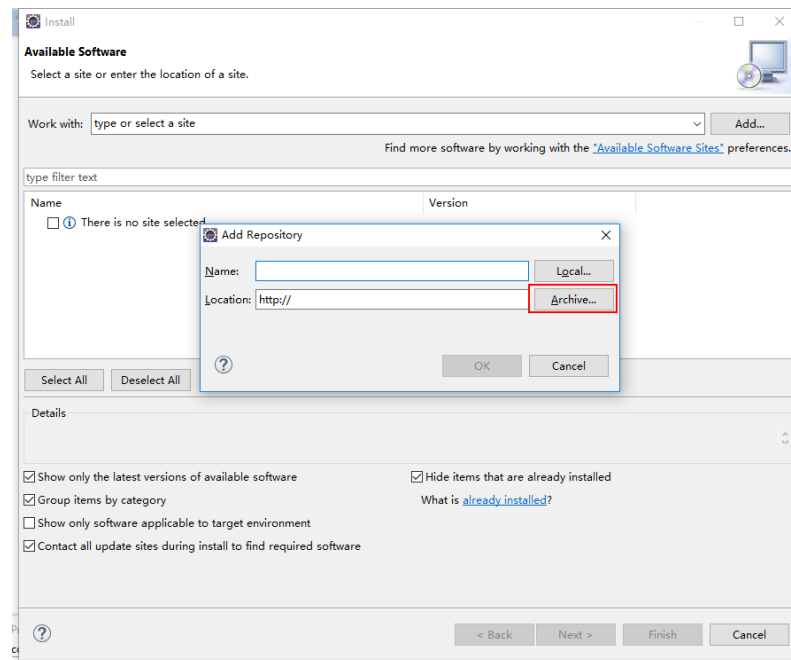 Install
Available Software
Select a site or enter the location of a site.
Work with: type or select a site Add...
Find more software by working with the "Available Software Sites" preferences.
type filter text
Name Version
There is no site selected
Add Repository
Name: Local...
Location: http:// Archive...
OK Cancel
Select All Deselect All
Details
Show only the latest versions of available software Hide items that are already installed
Group items by category What is already installed?
Show only software applicable to target environment
Contact all update sites during install to find required software
< Back Next > Finish Cancel